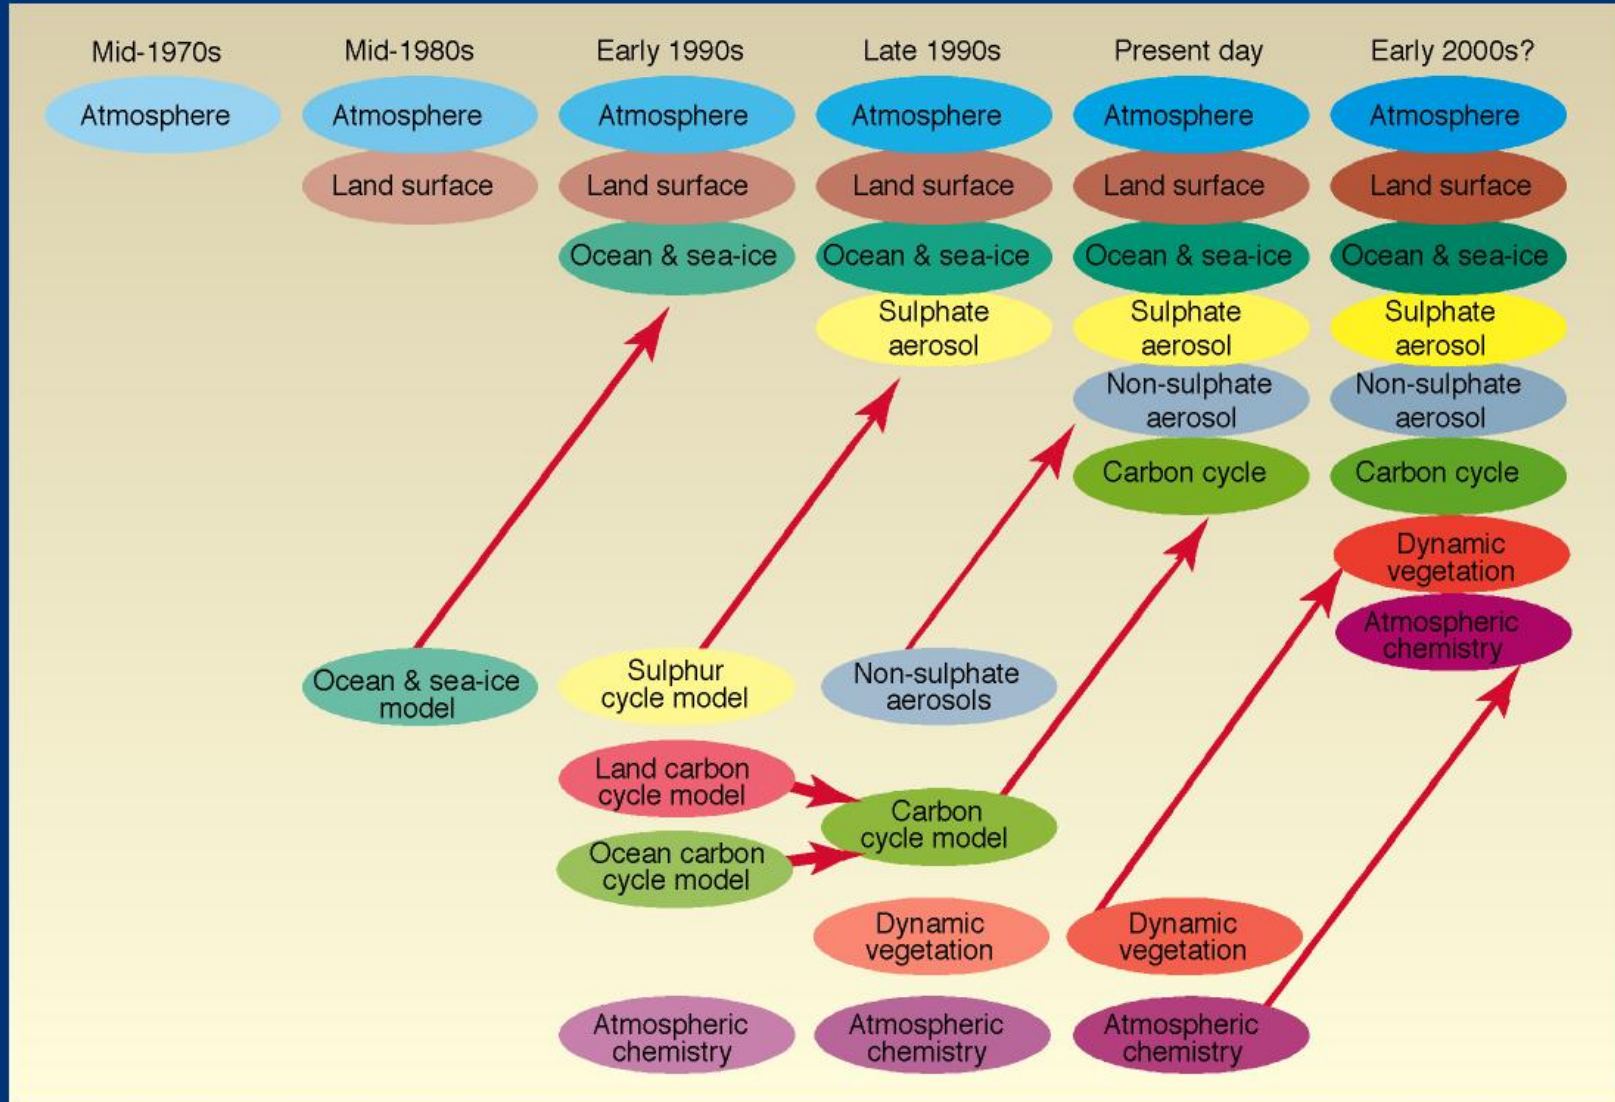 Mid-1970s
Mid-1980s
Early 1990s
Late 1990s
Present day
Early 2000s?
Atmosphere
Atmosphere
Atmosphere
Atmosphere
Atmosphere
Atmosphere
Land surface
Land surface
Land surface
Land surface
Land surface
Ocean & sea-ice
Ocean & sea-ice
Ocean & sea-ice
Ocean & sea-ice
Sulphate
aerosol
Sulphate
aerosol
Sulphate
aerosol
Non-sulphate
aerosol
Non-sulphate
aerosol
Carbon cycle
Carbon cycle
Dynamic
vegetation
Atmospheric
chemistry
Ocean & sea-ice
model
Sulphur
cycle model
Non-sulphate
aerosols
Land carbon
cycle model
Carbon
cycle model
Ocean carbon
cycle model
Dynamic
vegetation
Dynamic
vegetation
Atmospheric
chemistry
Atmospheric
chemistry
Atmospheric
chemistry